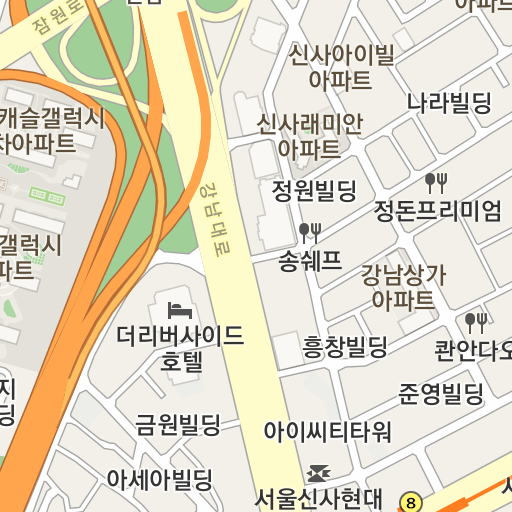 잠원로
아파트
신사아이빌
아파트
캐슬갤럭시
차아파트
나라빌딩
신사래미안
아파트
정원빌딩
강남대로
정돈프리미엄
갤럭시
파트
송쉐프
강남상가
아파트
더리버사이드
호텔
흥창빌딩
콴안다오
지
딩
준영빌딩
금원빌딩
아이씨티타워
아세아빌딩
서울신사현대
8